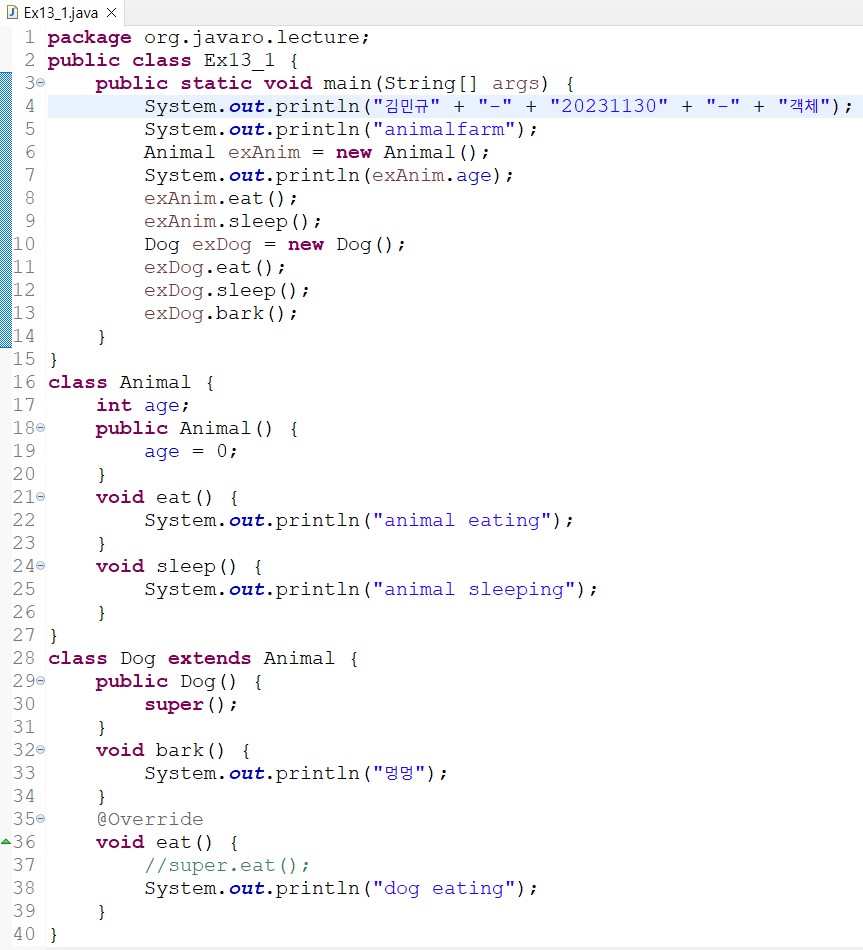 Ex13_1.java
1 package org.javaro.lecture;
2 public class Ex13_1 {
3 public static void main(String[] args) {
4 System.out.println("김민규" + "-" + "20231130" + "-" + "객체");
5 System.out.println("animalfarm");
6 Animal exAnim = new Animal();
7 System.out.println(exAnim.age);
8 exAnim.eat();
9 exAnim.sleep();
10 Dog exDog = new Dog();
11 exDog.eat();
12 exDog.sleep();
13 exDog.bark();
14 }
15 }
16 class Animal {
17 int age;
18 public Animal() {
19 age = 0;
20 }
21 void eat() {
22 System.out.println("animal eating");
23 }
24 void sleep() {
25 System.out.println("animal sleeping");
26 }
27 }
28 class Dog extends Animal {
29 public Dog() {
30 super();
31 }
32 void bark() {
33 System.out.println("멍멍");
34 }
35 @Override
36 void eat() {
37 //super.eat();
38 System.out.println("dog eating");
39 }
40 }